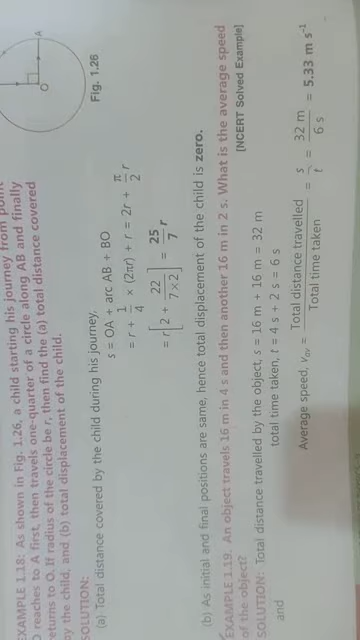 EXAMPLE 1.18: As shown in Fig. 1.26, a child starting his journey from point
O reaches to A first, then travels one-quarter of a circle along AB and finally
returns to O. If radius of the circle be r, then find the (a) total distance covered
by the child, and (b) total displacement of the child.
A
O
Fig. 1.26
SOLUTION:
(a) Total distance covered by the child during his journey,
s = OA + arc AB + BO
= r + 1/4 × (2πr) + r = 2r + π/2 r
= r [2 + 22/(7 × 2)] = 25/7 r
(b) As initial and final positions are same, hence total displacement of the child is zero.
EXAMPLE 1.19. An object travels 16 m in 4 s and then another 16 m in 2 s. What is the average speed
of the object? [NCERT Solved Example]
SOLUTION: Total distance travelled by the object, s = 16 m + 16 m = 32 m
and total time taken, t = 4 s + 2 s = 6 s
Average speed, v_av = Total distance travelled / Total time taken = s/t = 32 m / 6 s = 5.33 m s⁻¹